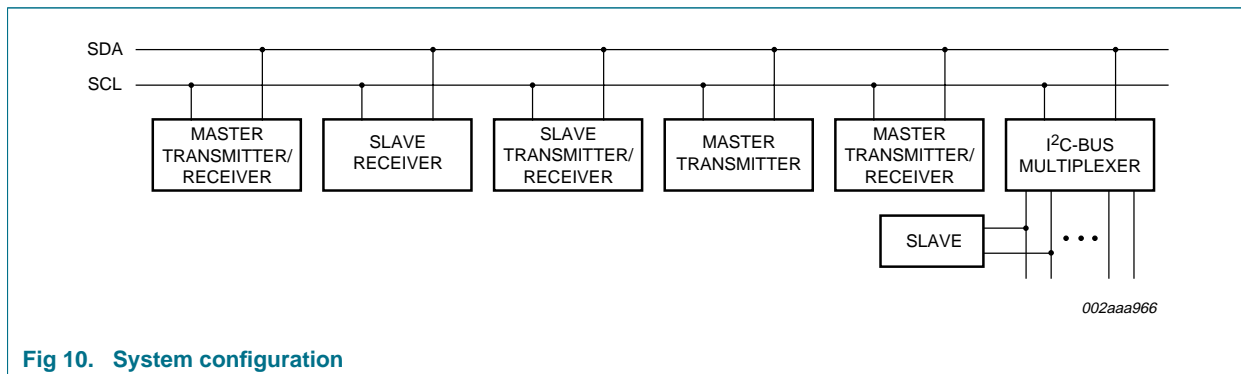 SDA
SCL
MASTER
TRANSMITTER/
RECEIVER
SLAVE
RECEIVER
SLAVE
TRANSMITTER/
RECEIVER
MASTER
TRANSMITTER
MASTER
TRANSMITTER/
RECEIVER
I²C-BUS
MULTIPLEXER
SLAVE
002aaa966
Fig 10. System configuration